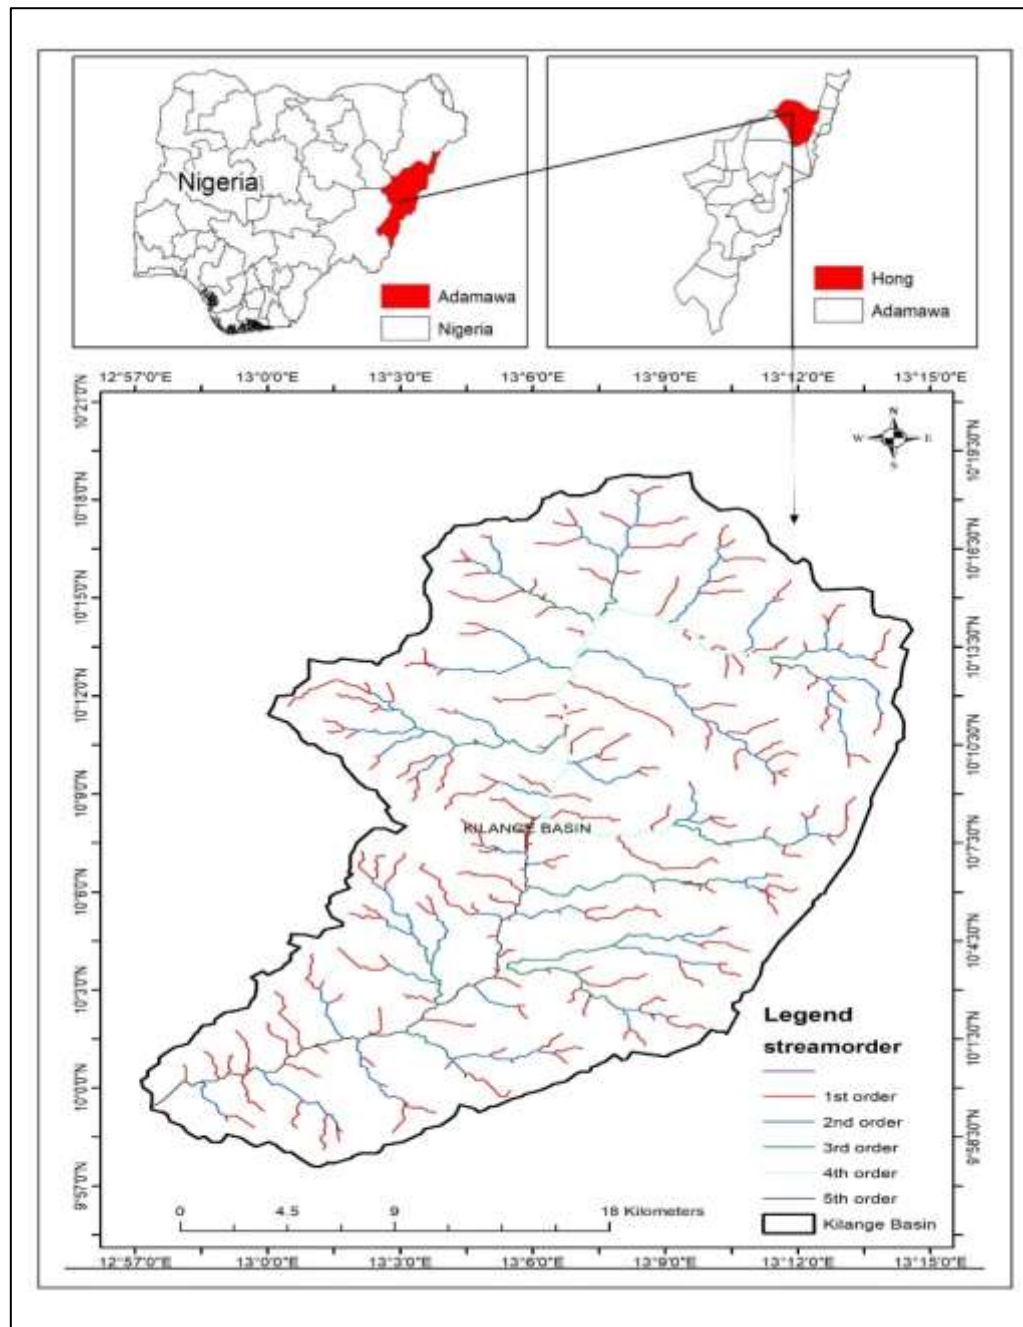 Nigeria
Adamawa
Nigeria
Hong
Adamawa
12°57'0"E 13°0'0"E 13°3'0"E 13°6'0"E 13°9'0"E 13°12'0"E 13°15'0"E
10°21'0"N
10°18'0"N
10°15'0"N
10°12'0"N
10°9'0"N
10°6'0"N
10°3'0"N
10°0'0"N
9°57'0"N
N
W E
S
10°19'30"N
10°16'30"N
10°13'30"N
10°10'30"N
10°7'30"N
10°4'30"N
10°1'30"N
9°58'30"N
KILANGE BASIN
Legend
streamorder
1st order
2nd order
3rd order
4th order
5th order
Kilange Basin
0 4.5 9 18 Kilometers
12°57'0"E 13°0'0"E 13°3'0"E 13°6'0"E 13°9'0"E 13°12'0"E 13°15'0"E